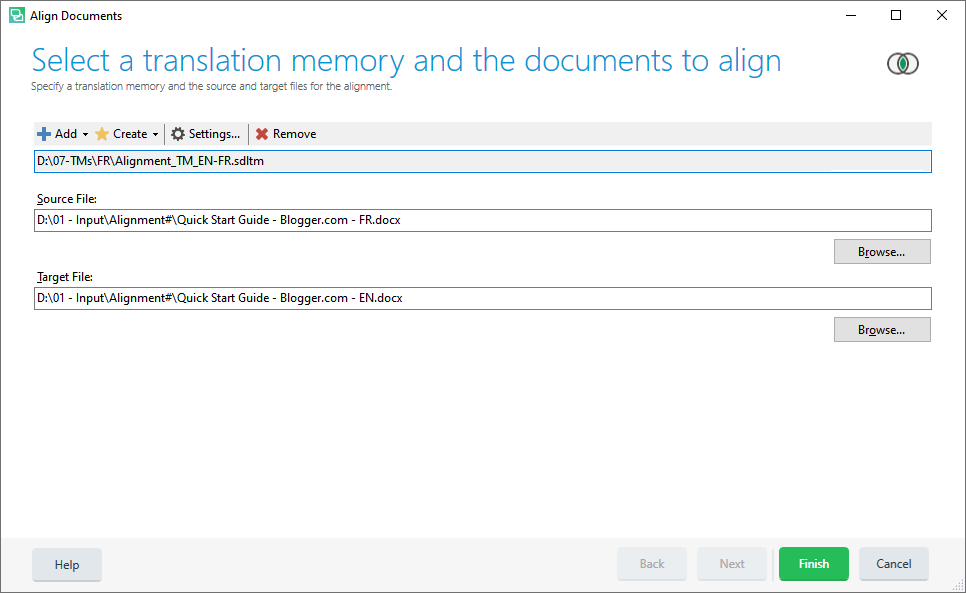 Align Documents
Select a translation memory and the documents to align
Specify a translation memory and the source and target files for the alignment.
Add Create Settings... Remove
D:\07-TMs\FR\Alignment_TM_EN-FR.sdltm
Source File:
D:\01 - Input\Alignment#\Quick Start Guide - Blogger.com - FR.docx
Browse...
Target File:
D:\01 - Input\Alignment#\Quick Start Guide - Blogger.com - EN.docx
Browse...
Help Back Next Finish Cancel